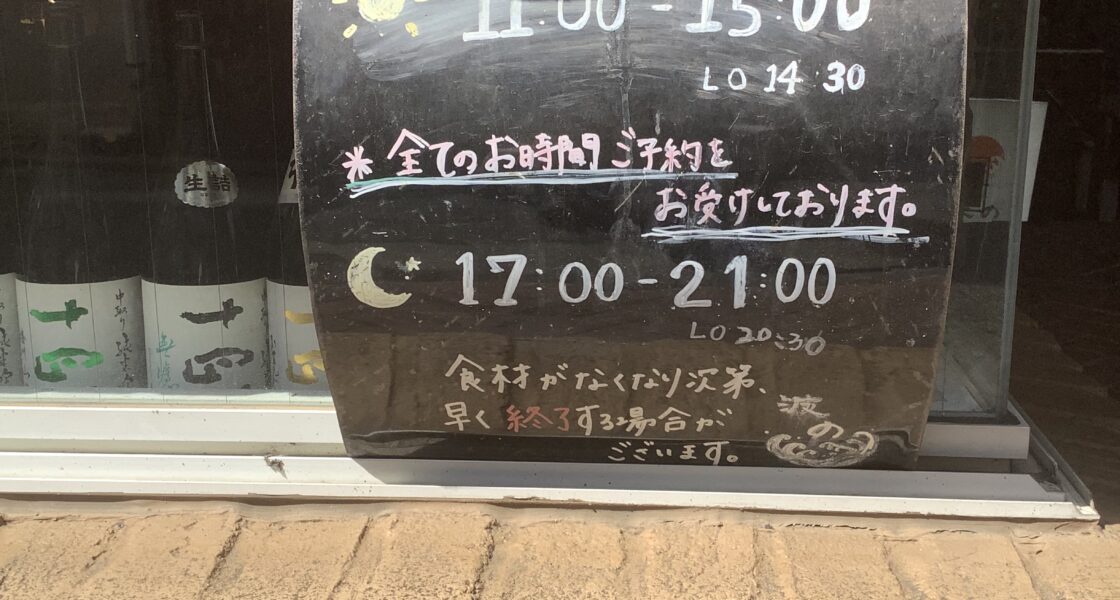 11:00-15:00
LO 14:30
＊全てのお時間ご予約を
お受けしております。
17:00-21:00
LO 20:30
食材がなくなり次第、
早く終了する場合が
ございます。
波の
生詰
十四
十四
中取り